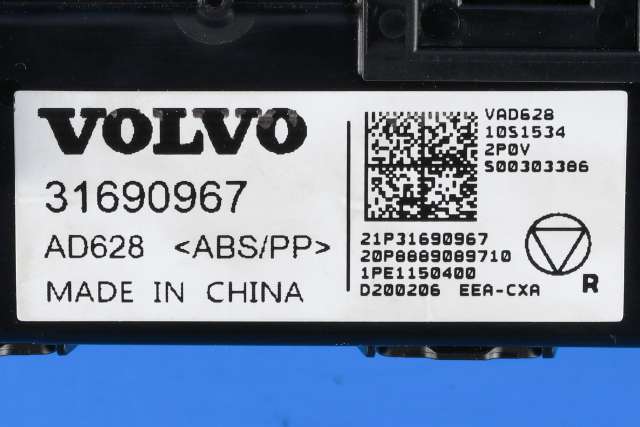 VOLVO
31690967
AD628 <ABS/PP>
MADE IN CHINA
VAD628
10S1534
2P0V
S00303386
21P31690967
20P8889089710
1PE1150400
D200206 EEA-CXA
R